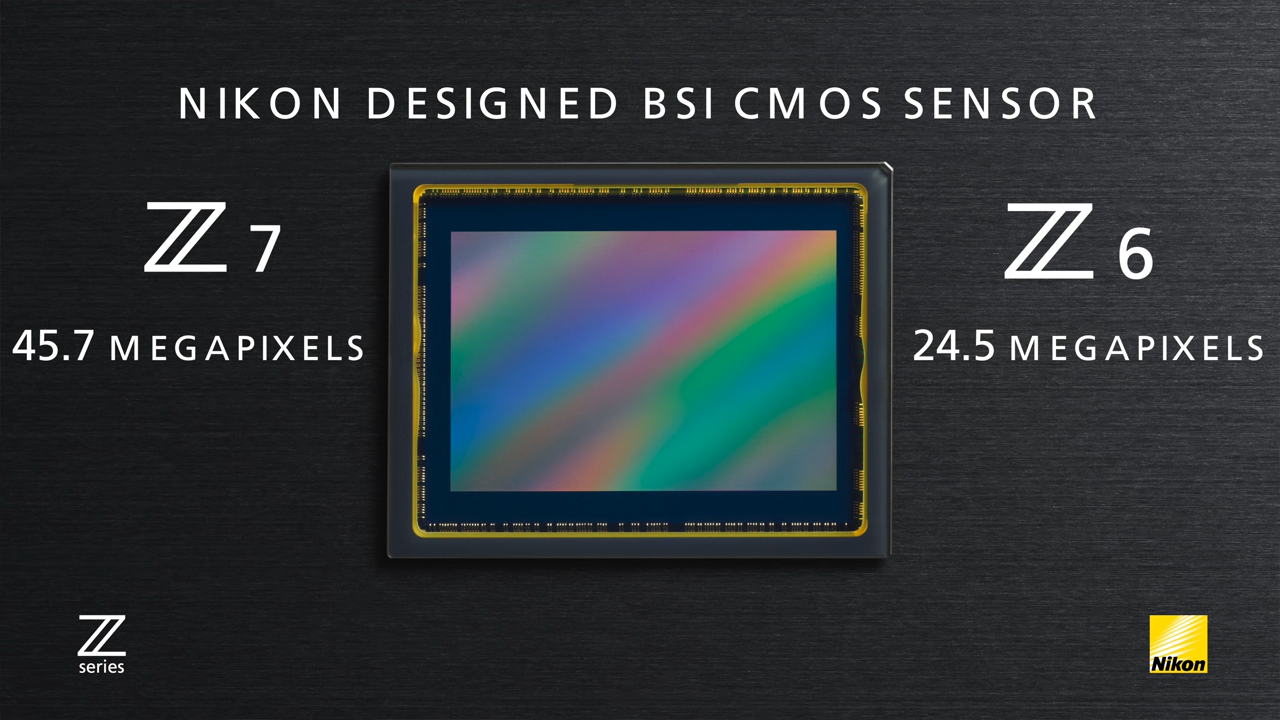 NIKON DESIGNED BSI CMOS SENSOR
Z 7
45.7 MEGAPIXELS
Z 6
24.5 MEGAPIXELS
Z
series
Nikon